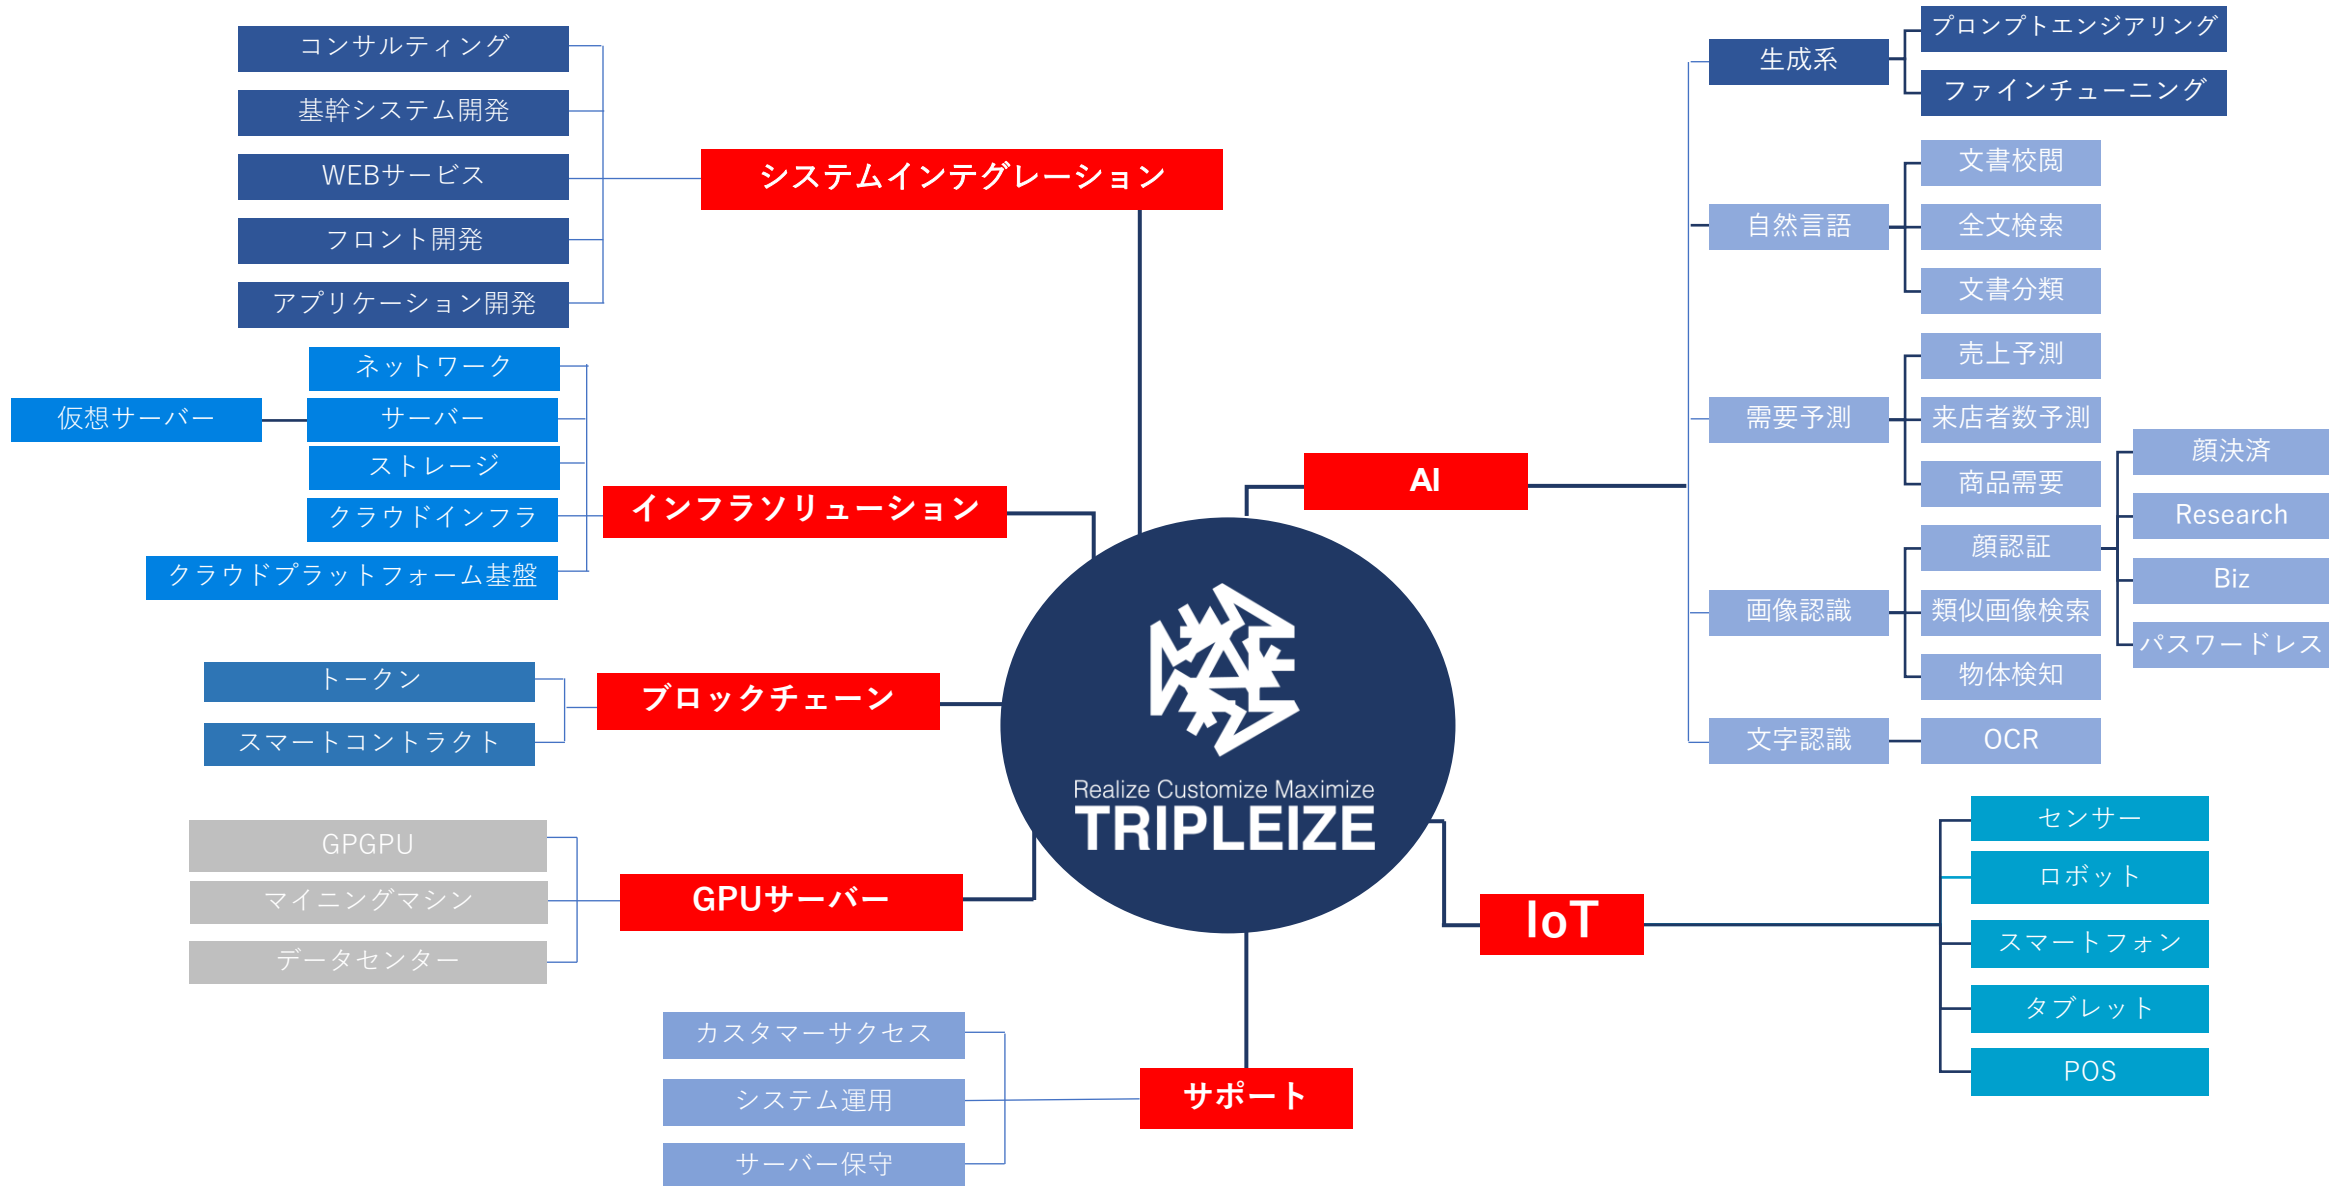 コンサルティング
基幹システム開発
WEBサービス
フロント開発
アプリケーション開発
システムインテグレーション
ネットワーク
仮想サーバー
サーバー
ストレージ
クラウドインフラ
クラウドプラットフォーム基盤
インフラソリューション
トークン
スマートコントラクト
ブロックチェーン
GPGPU
マイニングマシン
データセンター
GPUサーバー
カスタマーサクセス
システム運用
サーバー保守
サポート
Realize Customize Maximize
TRIPLEIZE
AI
生成系
プロンプトエンジアリング
ファインチューニング
自然言語
文書校閲
全文検索
文書分類
需要予測
売上予測
来店者数予測
商品需要
画像認識
顔認証
類似画像検索
物体検知
顔決済
Research
Biz
パスワードレス
文字認識
OCR
IoT
センサー
ロボット
スマートフォン
タブレット
POS